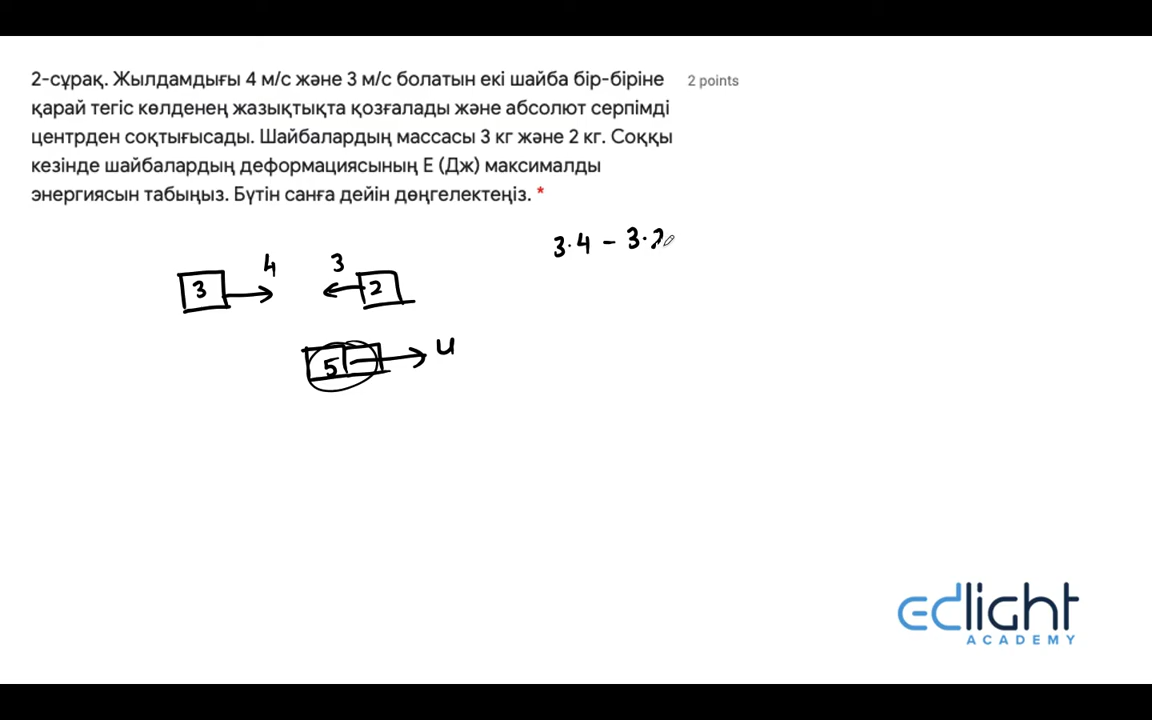 2-сұрақ. Жылдамдығы 4 м/с және 3 м/с болатын екі шайба бір-біріне 2 points
қарай тегіс көлденең жазықтықта қозғалады және абсолют серпімді
центрден соқтығысады. Шайбалардың массасы 3 кг және 2 кг. Соққы
кезінде шайбалардың деформациясының E (Дж) максималды
энергиясын табыңыз. Бүтін санға дейін дөңгелектеңіз. *
3·4 – 3·2
4 3
3 2
5 u
edlight
ACADEMY